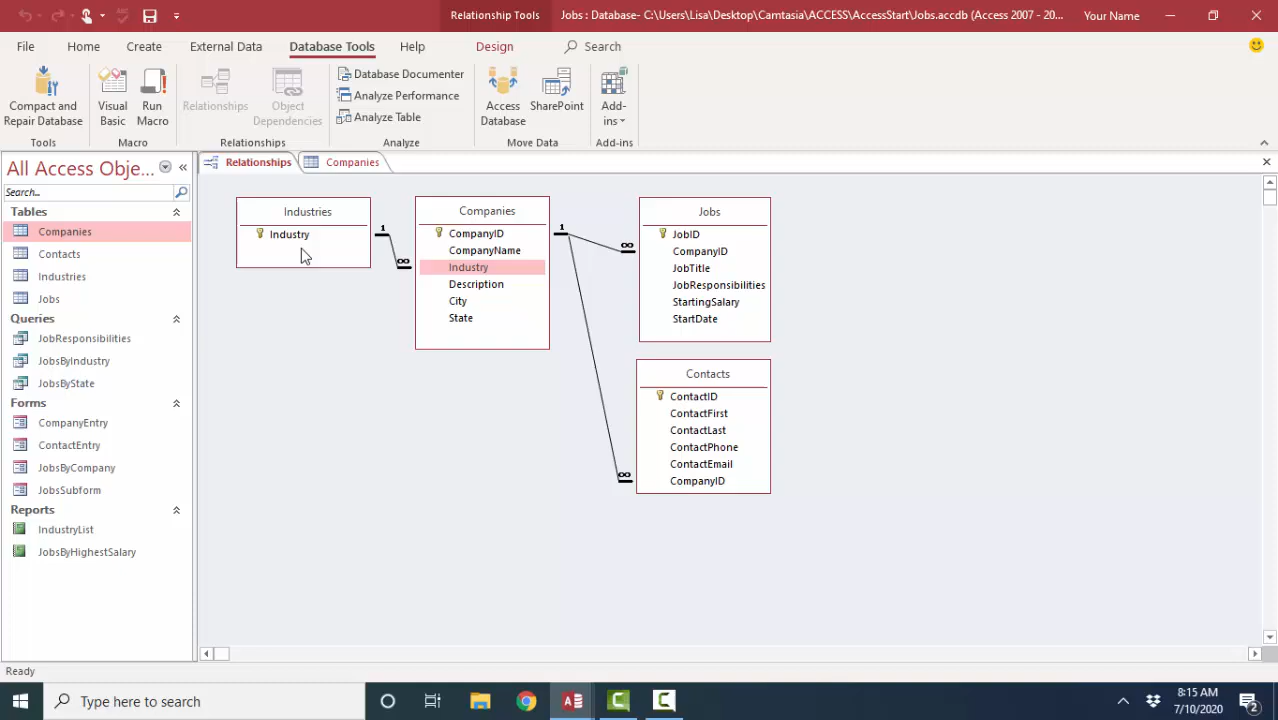 Relationship Tools
Jobs : Database- C:\Users\Lisa\Desktop\Camtasia\ACCESS\AccessStart\Jobs.accdb (Access 2007 - 20...
Your Name
File
Home
Create
External Data
Database Tools
Help
Design
Search
Compact and
Repair Database
Visual
Basic
Run
Macro
Relationships
Object
Dependencies
Database Documenter
Analyze Performance
Analyze Table
Access
Database
SharePoint
Add-
ins
Tools
Macro
Relationships
Analyze
Move Data
Add-ins
All Access Obje...
Search...
Tables
Companies
Contacts
Industries
Jobs
Queries
JobResponsibilities
JobsByIndustry
JobsByState
Forms
CompanyEntry
ContactEntry
JobsByCompany
JobsSubform
Reports
IndustryList
JobsByHighestSalary
Relationships
Companies
Industries
Industry
1
∞
Companies
CompanyID
CompanyName
Industry
Description
City
State
1
∞
∞
Jobs
JobID
CompanyID
JobTitle
JobResponsibilities
StartingSalary
StartDate
Contacts
ContactID
ContactFirst
ContactLast
ContactPhone
ContactEmail
CompanyID
Ready
Type here to search
8:15 AM
7/10/2020
2